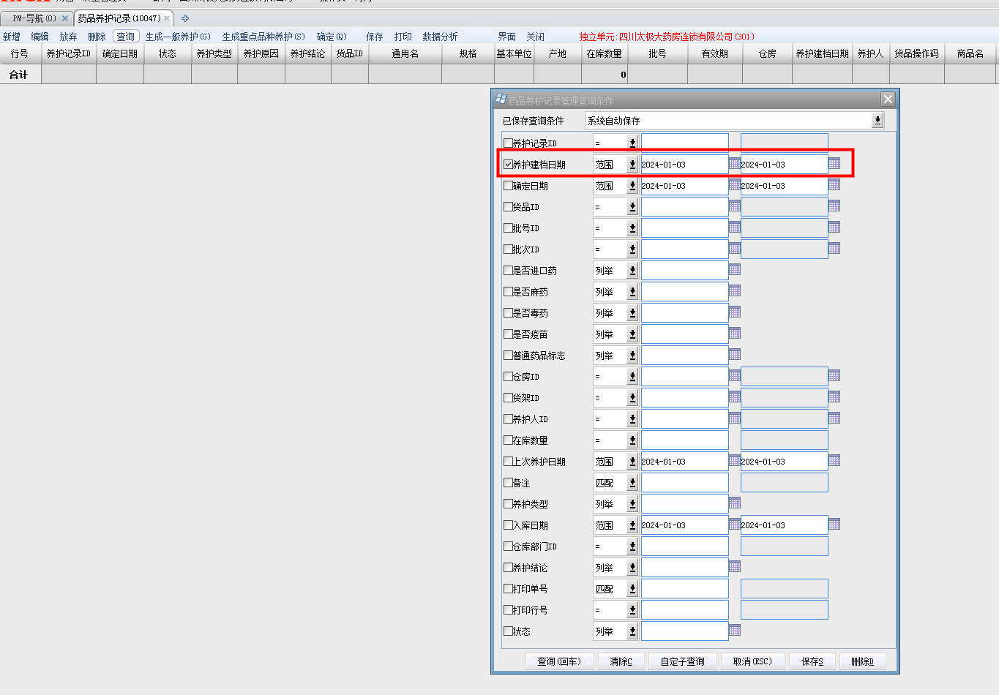 PM-导航(0) 药品养护记录(10047)
新增 编辑 放弃 删除 查询 生成一般养护(G) 生成重点品种养护(S) 确定(Q) 保存 打印 数据分析 界面 关闭 独立单元:四川太极大药房连锁有限公司(301)
行号 养护记录ID 确定日期 状态 养护类型 养护原因 养护结论 货品ID 通用名 规格 基本单位 产地 在库数量 批号 有效期 仓房 养护建档日期 养护人 货品操作码 商品名
合计 0
药品养护记录管理查询条件
已保存查询条件 系统自动保存
养护记录ID =
养护建档日期 范围 2024-01-03 2024-01-03
确定日期 范围 2024-01-03 2024-01-03
货品ID =
批号ID =
批次ID =
是否进口药 列举
是否麻药 列举
是否毒药 列举
是否疫苗 列举
普通药品标志 列举
仓房ID =
货架ID =
养护人ID =
在库数量 =
上次养护日期 范围 2024-01-03 2024-01-03
备注 匹配
养护类型 列举
入库日期 范围 2024-01-03 2024-01-03
仓库部门ID =
养护结论 列举
打印单号 匹配
打印行号 =
状态 列举
查询(回车) 清除C 自定子查询 取消(ESC) 保存S 删除D